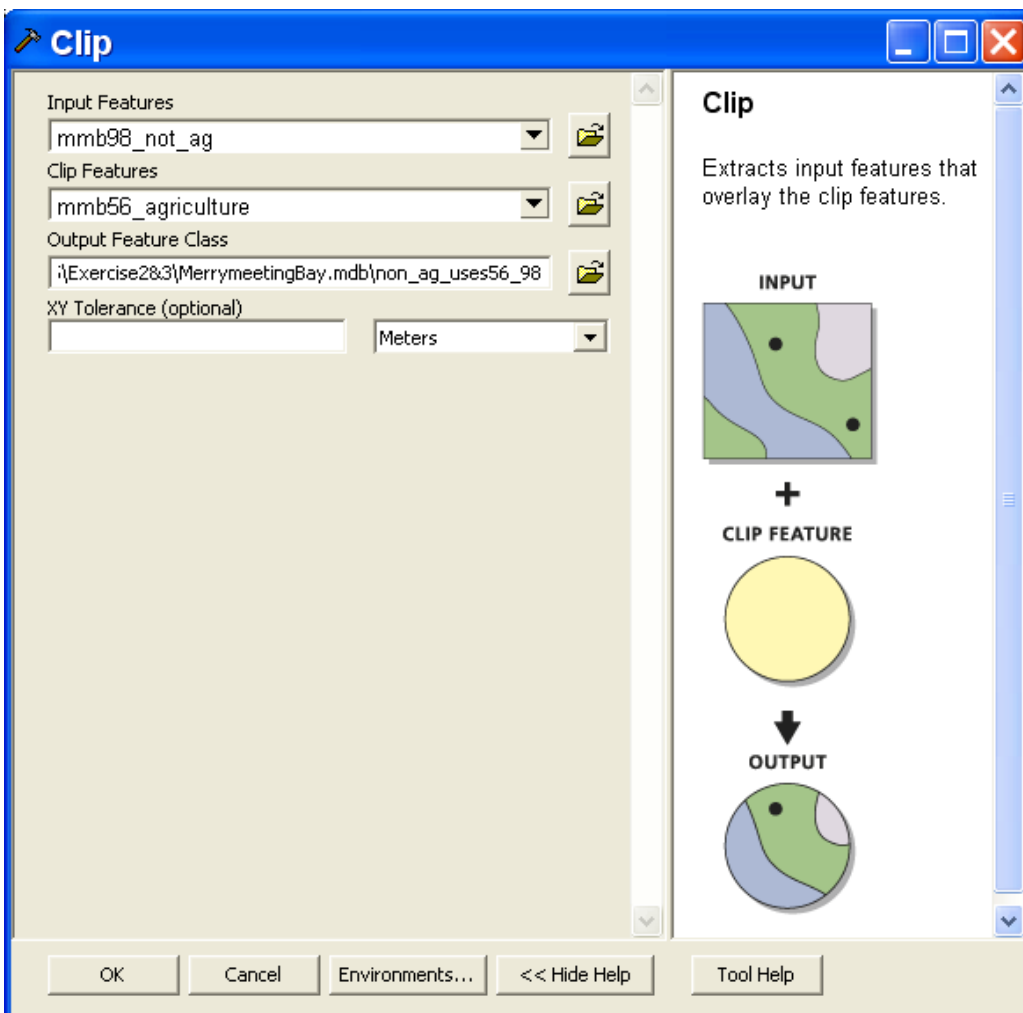 Clip
Input Features
mmb98_not_ag
Clip Features
mmb56_agriculture
Output Feature Class
\Exercise2&3\MerrymeetingBay.mdb\non_ag_uses56_98
XY Tolerance (optional)
Meters
OK
Cancel
Environments...
<< Hide Help
Clip
Extracts input features that
overlay the clip features.
INPUT
+
CLIP FEATURE
OUTPUT
Tool Help